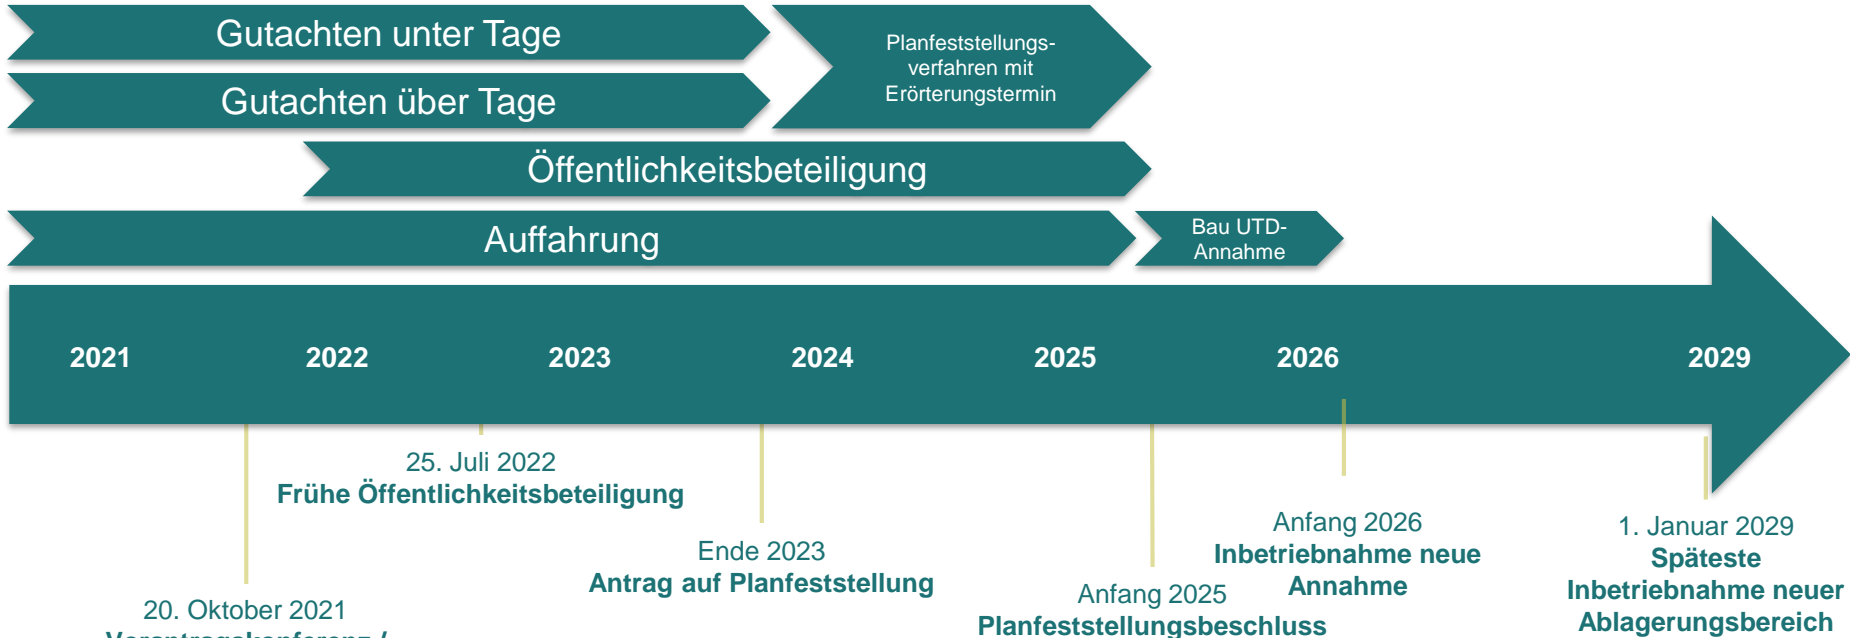 Gutachten unter Tage
Gutachten über Tage
Planfeststellungs-
verfahren mit
Erörterungstermin
Öffentlichkeitsbeteiligung
Auffahrung
Bau UTD-
Annahme
2021
2022
2023
2024
2025
2026
2029
25. Juli 2022
Frühe Öffentlichkeitsbeteiligung
Ende 2023
Antrag auf Planfeststellung
Anfang 2026
Inbetriebnahme neue
Annahme
1. Januar 2029
Späteste
Inbetriebnahme neuer
Ablagerungsbereich
Anfang 2025
Planfeststellungsbeschluss
20. Oktober 2021
Vorantragskonferenz /